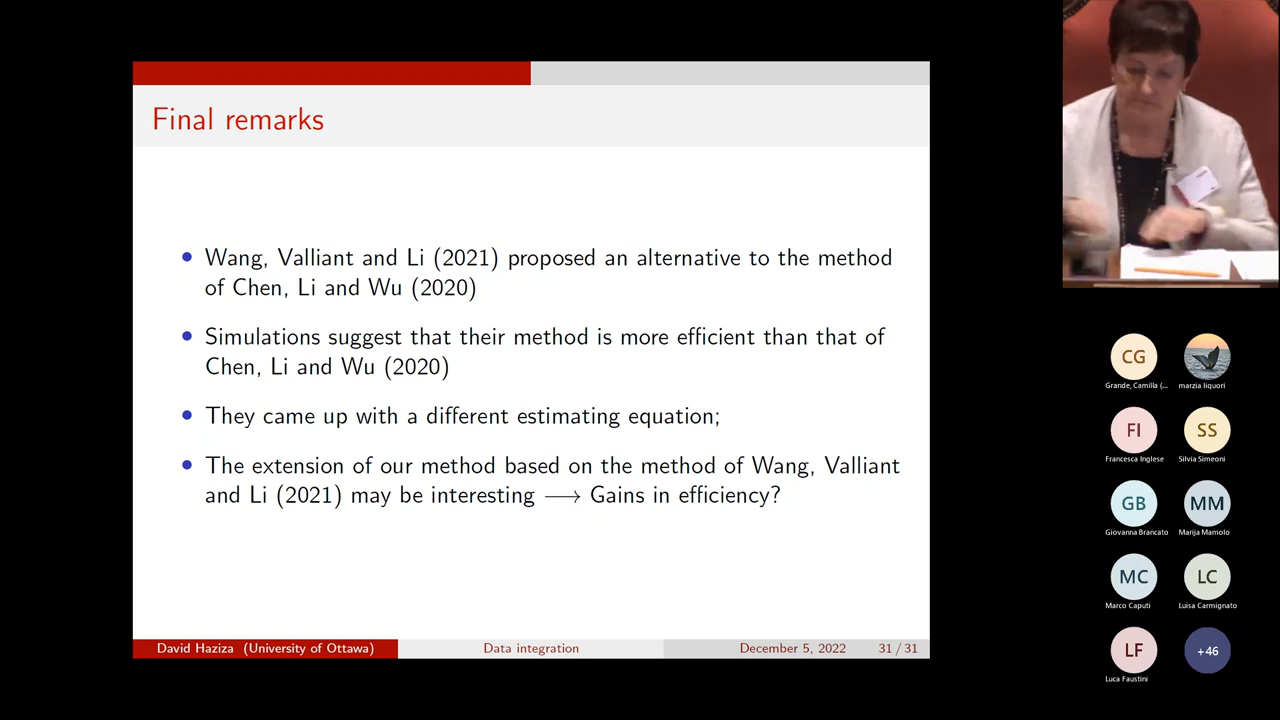 Final remarks
Wang, Valliant and Li (2021) proposed an alternative to the method
of Chen, Li and Wu (2020)
Simulations suggest that their method is more efficient than that of
Chen, Li and Wu (2020)
They came up with a different estimating equation;
The extension of our method based on the method of Wang, Valliant
and Li (2021) may be interesting ⟶ Gains in efficiency?
David Haziza (University of Ottawa)
Data integration
December 5, 2022
31 / 31
CG
Grande, Camilla (...
marzia liquori
FI
Francesca Inglese
SS
Silvia Simeoni
GB
Giovanna Brancato
MM
Marija Mamolo
MC
Marco Caputi
LC
Luisa Carmignato
LF
Luca Faustini
+46